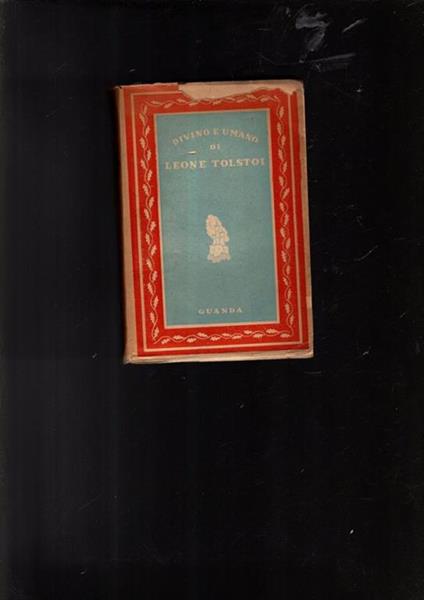 DIVINO E UMANO
DI
LEONE TOLSTOI
GUANDA